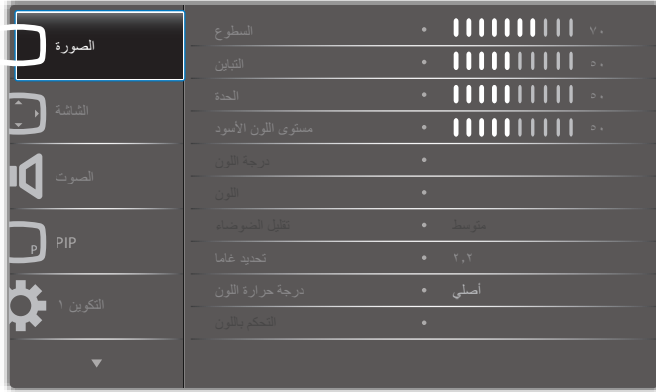 الصورة
الشاشة
الصوت
PIP
P
التكوين ١
السطوع • ٧٠
التباين • ٥٠
الحدة • ٥٠
مستوى اللون الأسود • ٥٠
درجة اللون •
اللون •
تقليل الضوضاء • متوسط
تحديد غاما • ٢,٢
درجة حرارة اللون • أصلي
التحكم باللون •